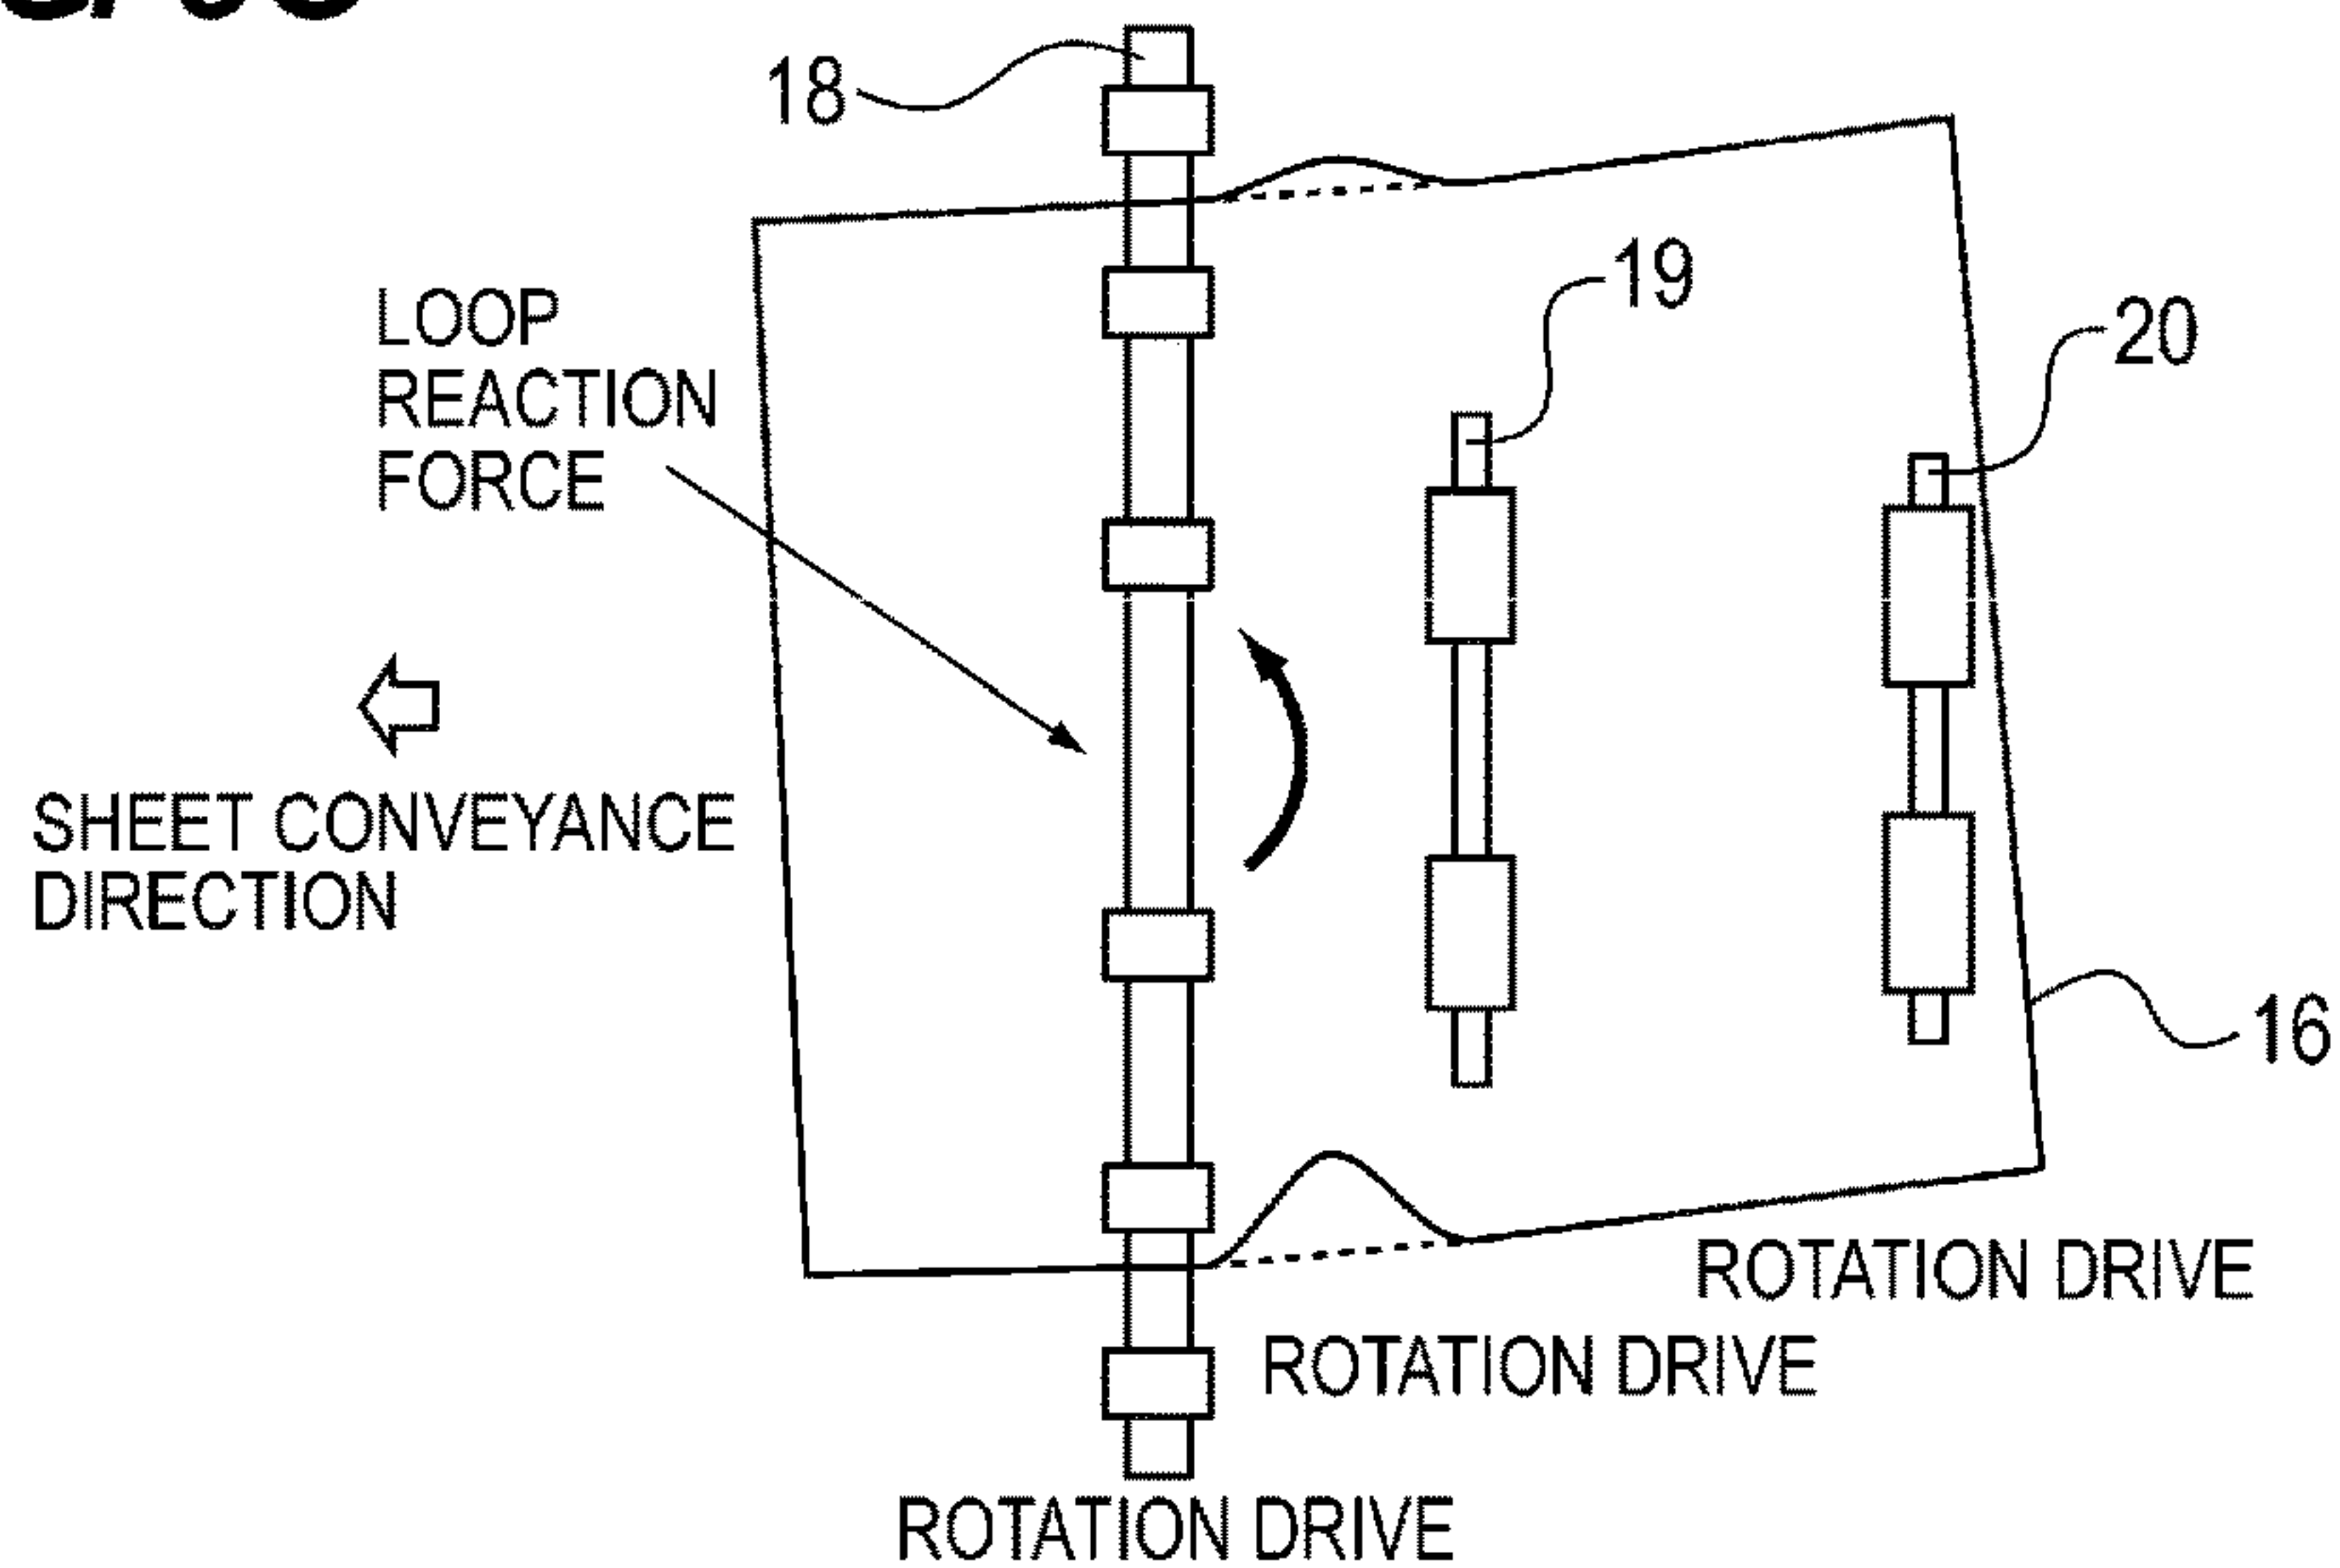 18
19
20
LOOP
REACTION
FORCE
SHEET CONVEYANCE
DIRECTION
16
ROTATION DRIVE
ROTATION DRIVE
ROTATION DRIVE